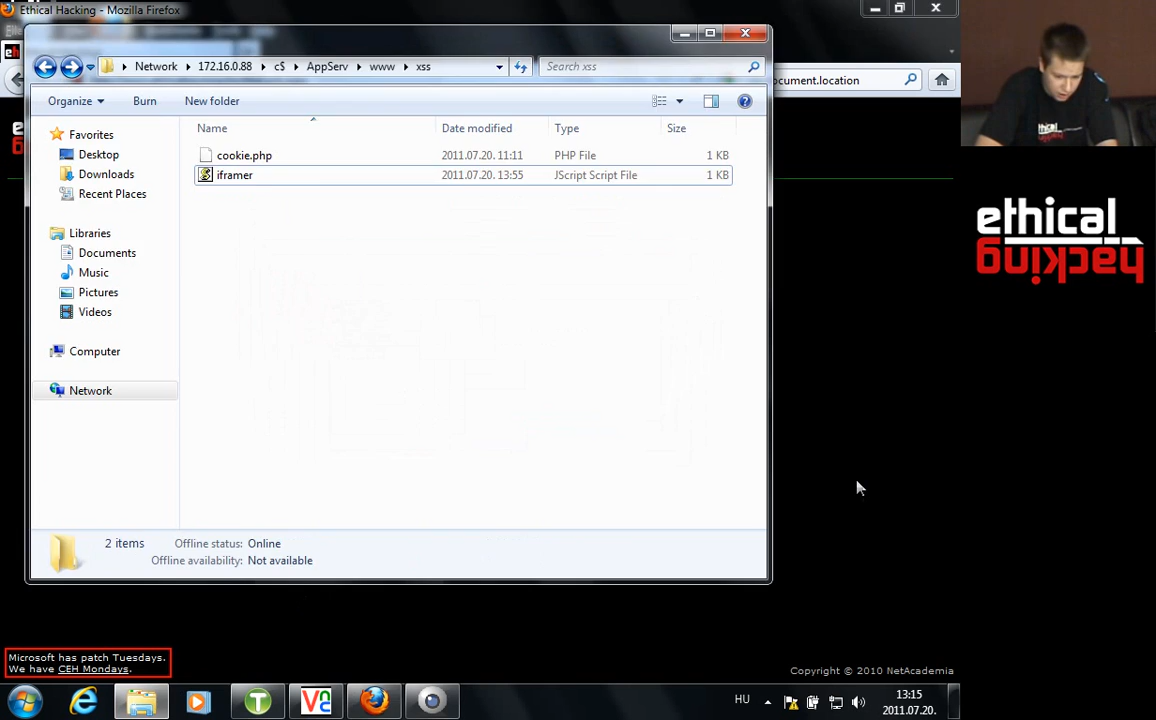 Ethical Hacking - Mozilla Firefox
Network 172.16.0.88 c$ AppServ www xss
Search xss
ocument.location
Organize Burn New folder
Name Date modified Type Size
cookie.php 2011.07.20. 11:11 PHP File 1 KB
iframer 2011.07.20. 13:55 JScript Script File 1 KB
Favorites
Desktop
Downloads
Recent Places
Libraries
Documents
Music
Pictures
Videos
Computer
Network
2 items Offline status: Online
Offline availability: Not available
ethical
hacking
Microsoft has patch Tuesdays.
We have CEH Mondays.
Copyright © 2010 NetAcademia
HU
13:15
2011.07.20.